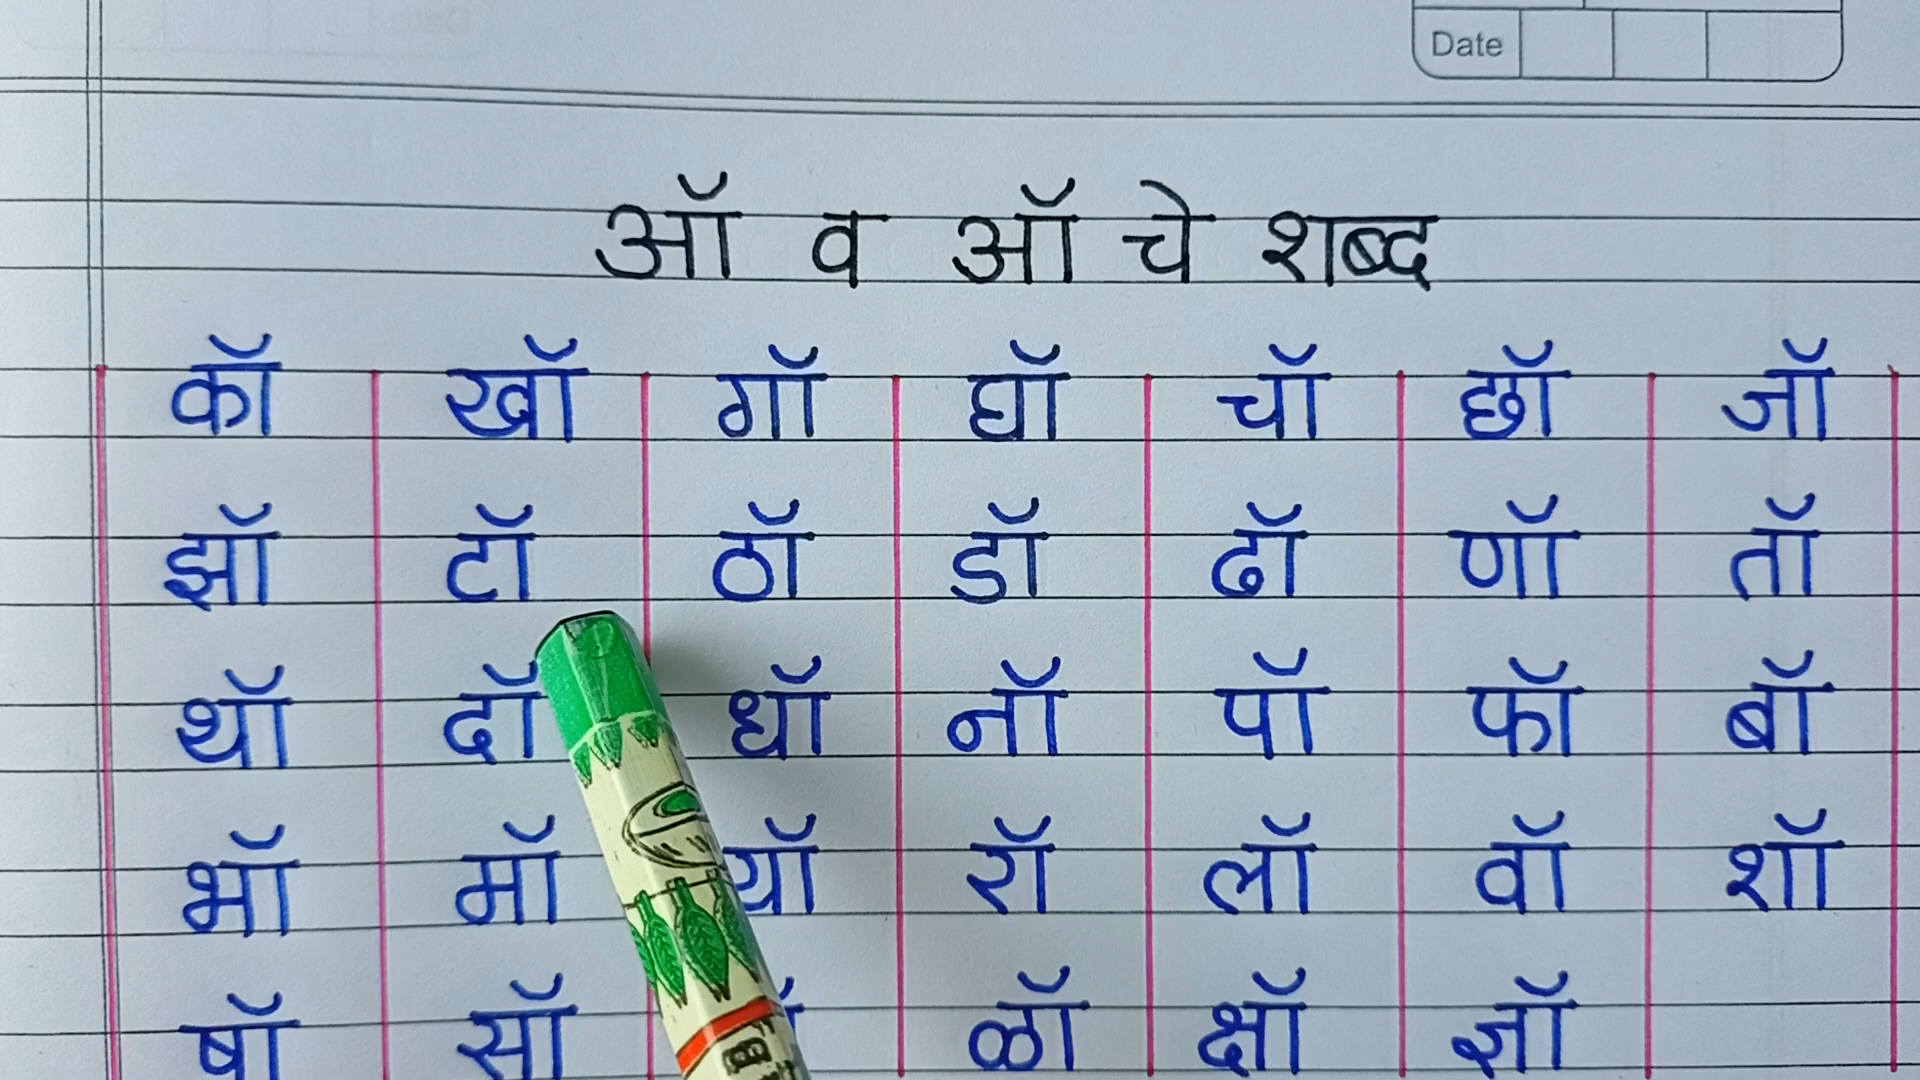 Date
ऑ व ऑ चे शब्द
कॉ खॉ गॉ घॉ चॉ छॉ जॉ
झॉ टॉ ठॉ डॉ ढॉ णॉ तॉ
थॉ दॉ धॉ नॉ पॉ फॉ बॉ
भॉ मॉ यॉ रॉ लॉ वॉ शॉ
षॉ सॉ ळॉ क्षॉ ज्ञॉ